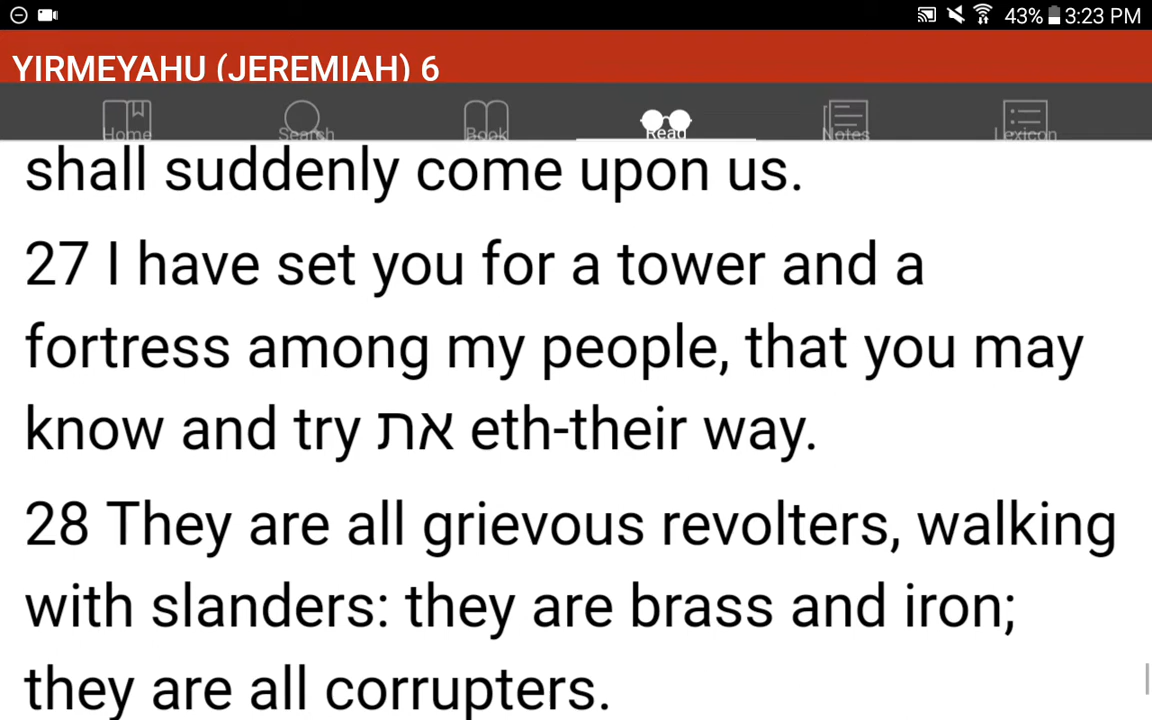 43% 3:23 PM
YIRMEYAHU (JEREMIAH) 6
Home Search Book Read Notes Lexicon
shall suddenly come upon us.
27 I have set you for a tower and a
fortress among my people, that you may
know and try את eth-their way.
28 They are all grievous revolters, walking
with slanders: they are brass and iron;
they are all corrupters.